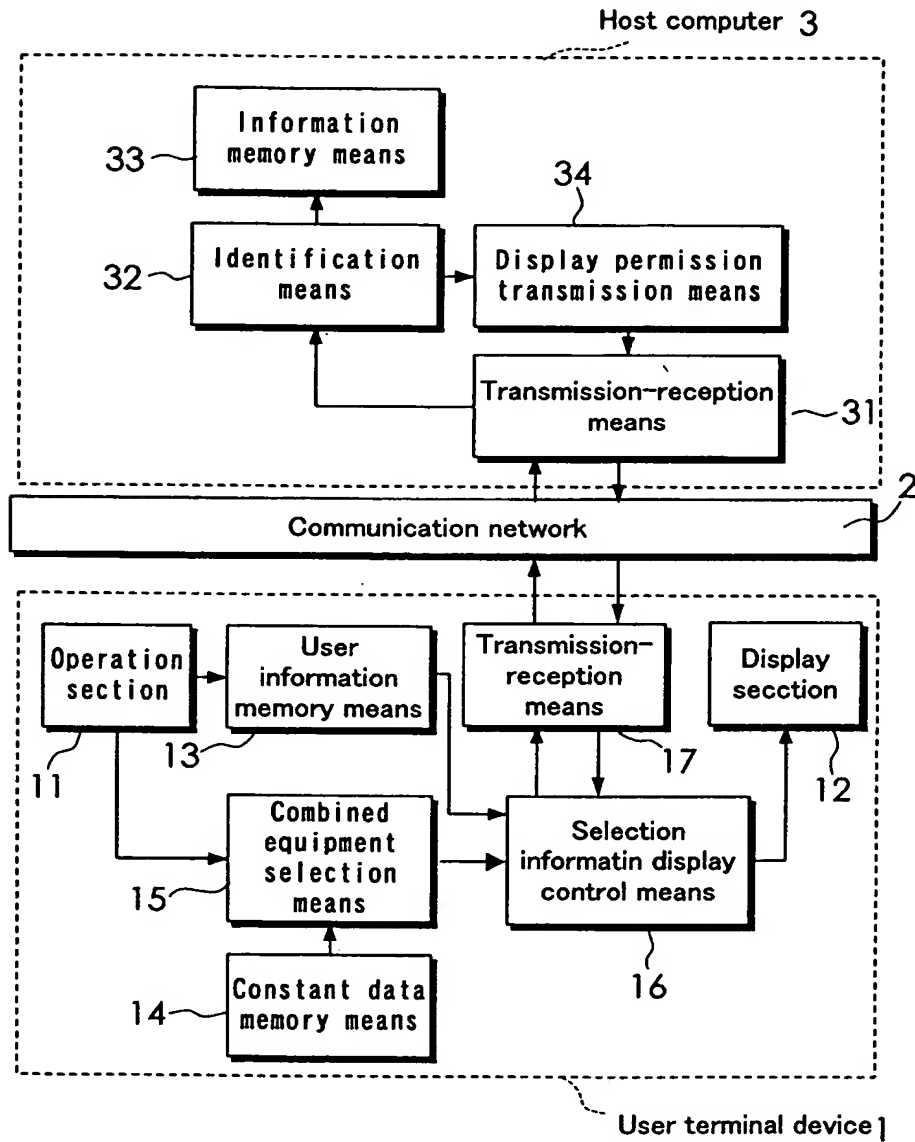 Host computer 3
Information
memory means
33
34
Identification
means
32
Display permission
transmission means
Transmission-reception
means
31
2
Communication network
Operation
section
11
User
information
memory means
13
Transmission-
reception
means
17
Display
secction
12
Combined
equipment
selection
means
15
Selection
informatin display
control means
16
Constant data
memory means
14
User terminal device 1